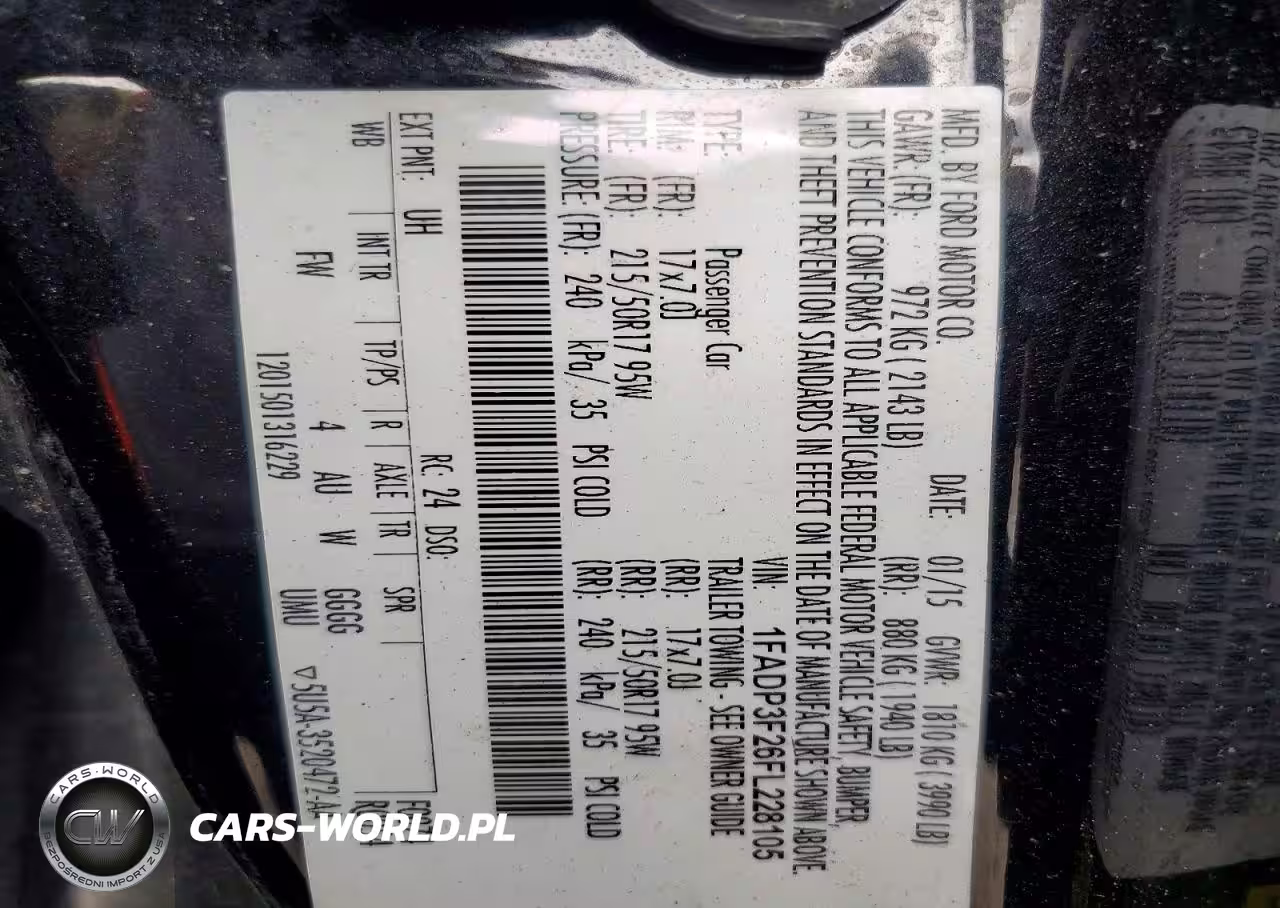 MFD. BY FORD MOTOR CO.
DATE: 01/15 GVWR: 1810 KG ( 3990 LB)
GAWR: FR: 972 KG ( 2143 LB) (RR): 880 KG ( 1940 LB)
THIS VEHICLE CONFORMS TO ALL APPLICABLE FEDERAL MOTOR VEHICLE SAFETY, BUMPER,
AND THEFT PREVENTION STANDARDS IN EFFECT ON THE DATE OF MANUFACTURE SHOWN ABOVE.
VIN: 1FADP3F26FL228105
TYPE: Passenger Car TRAILER TOWING - SEE OWNER GUIDE
RIM: (FR): 17x7.0J (RR): 17x7.0J
TIRE: (FR): 215/50R17 95W (RR): 215/50R17 95W
PRESSURE: (FR): 240 kPa/ 35 PSI COLD (RR): 240 kPa/ 35 PSI COLD
EXT PNT: UH RC: 24 DSO:
WB INT TR TP/PS R AXLE TR SPR
FW 4 AU W GGGG
UMU ▽5U5A-3520472-A
1201501316229
CARS-WORLD
CW
BEZPOŚREDNI IMPORT Z USA
CARS-WORLD.PL